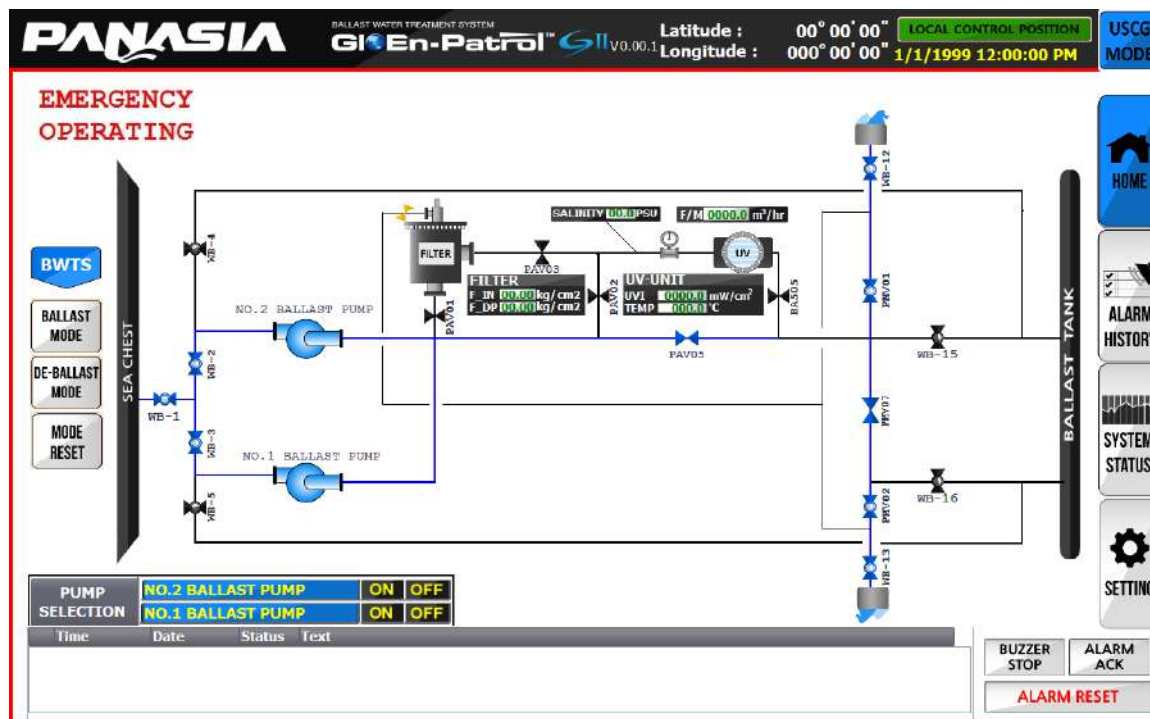 PANASIA
BALLAST WATER TREATMENT SYSTEM
GloEn-Patrol™ GII V0.00.1
Latitude : 00° 00' 00"
Longitude : 000° 00' 00"
LOCAL CONTROL POSITION
1/1/1999 12:00:00 PM
USCG
MODE
EMERGENCY
OPERATING
HOME
ALARM
HISTORY
SYSTEM
STATUS
SETTING
BWTS
BALLAST
MODE
DE-BALLAST
MODE
MODE
RESET
SEA CHEST
WB-4
WB-2
WB-1
WB-3
WB-5
NO.2 BALLAST PUMP
NO.1 BALLAST PUMP
FILTER
PAV01
PAV03
SALINITY 00.0 PSU
F/M 0000.0 m³/hr
UV
FILTER
F_IN 00.00 kg/cm2
F_DP 00.00 kg/cm2
PAV02
UV-UNIT
UVI 0000.0 mW/cm²
TEMP 000.0 °C
BAS05
PAV05
WB-12
PMV01
WB-15
PMV07
WB-16
PMV02
WB-13
BALLAST TANK
PUMP
SELECTION
NO.2 BALLAST PUMP ON OFF
NO.1 BALLAST PUMP ON OFF
Time Date Status Text
BUZZER
STOP
ALARM
ACK
ALARM RESET